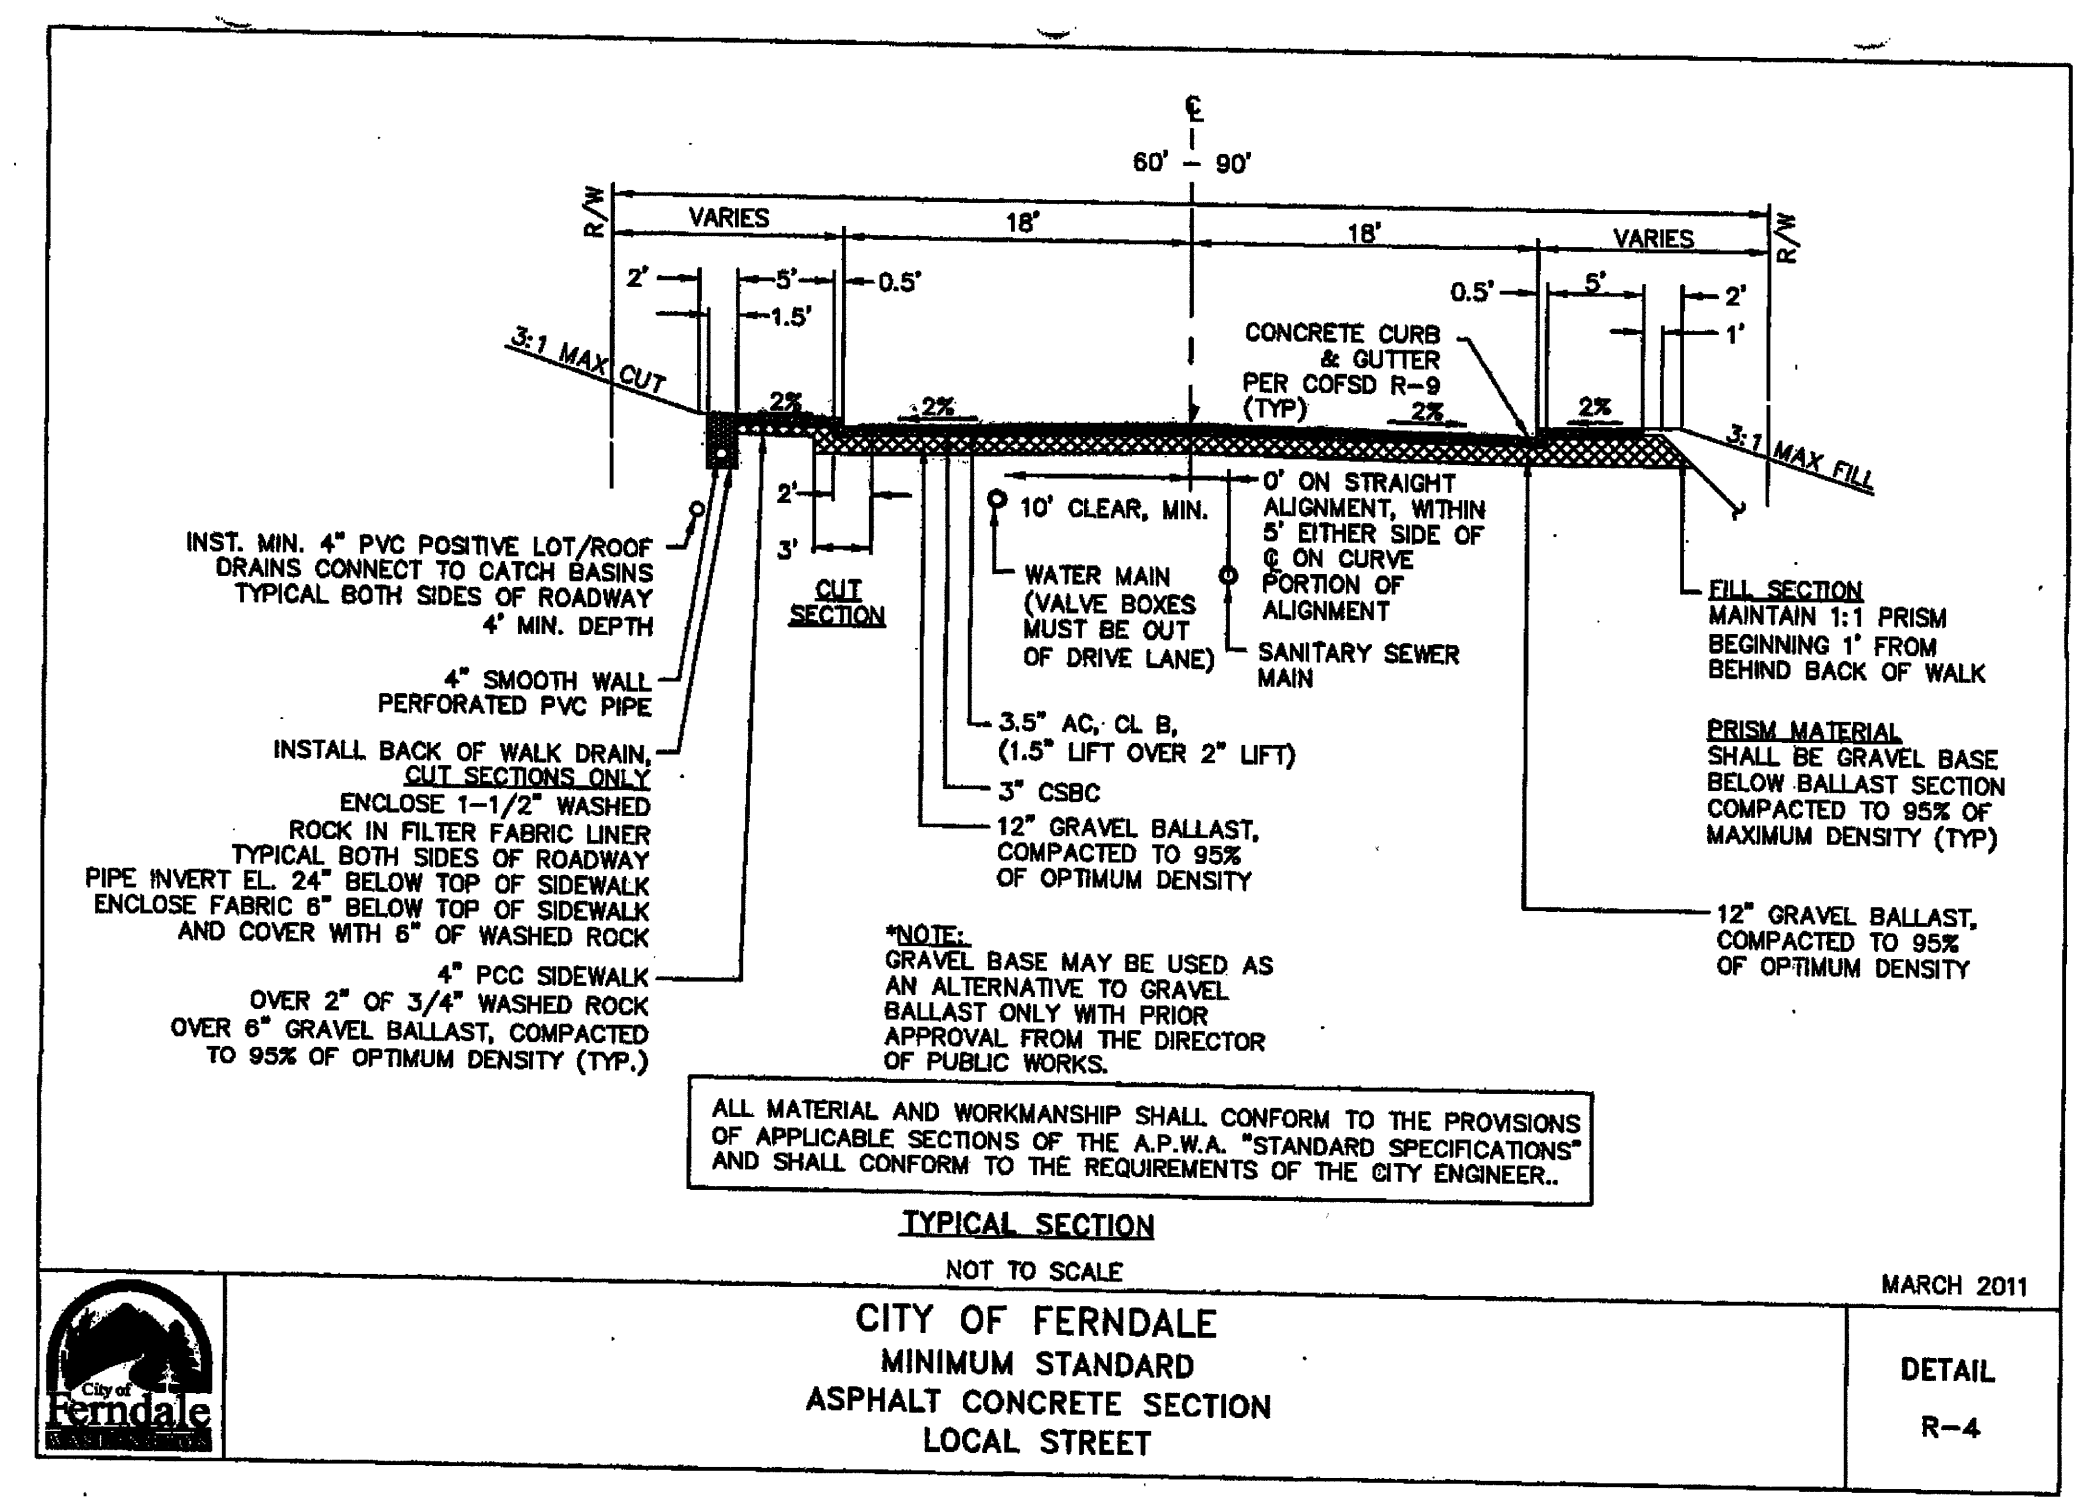 ℄
60' - 90'
R/W
VARIES
18'
18'
VARIES
R/W
2'
5'
0.5'
1.5'
0.5'
5'
2'
1'
3:1 MAX CUT
CONCRETE CURB
& GUTTER
PER COFSD R-9
(TYP)
2%
2%
2%
2%
3:1 MAX FILL
2'
3'
CUT
SECTION
10' CLEAR, MIN.
0' ON STRAIGHT
ALIGNMENT, WITHIN
5' EITHER SIDE OF
℄ ON CURVE
PORTION OF
ALIGNMENT
WATER MAIN
(VALVE BOXES
MUST BE OUT
OF DRIVE LANE)
SANITARY SEWER
MAIN
INST. MIN. 4" PVC POSITIVE LOT/ROOF
DRAINS CONNECT TO CATCH BASINS
TYPICAL BOTH SIDES OF ROADWAY
4' MIN. DEPTH
4" SMOOTH WALL
PERFORATED PVC PIPE
INSTALL BACK OF WALK DRAIN,
CUT SECTIONS ONLY
ENCLOSE 1-1/2" WASHED
ROCK IN FILTER FABRIC LINER
TYPICAL BOTH SIDES OF ROADWAY
PIPE INVERT EL. 24" BELOW TOP OF SIDEWALK
ENCLOSE FABRIC 6" BELOW TOP OF SIDEWALK
AND COVER WITH 6" OF WASHED ROCK
4" PCC SIDEWALK
OVER 2" OF 3/4" WASHED ROCK
OVER 6" GRAVEL BALLAST, COMPACTED
TO 95% OF OPTIMUM DENSITY (TYP.)
3.5" AC, CL B,
(1.5" LIFT OVER 2" LIFT)
3" CSBC
12" GRAVEL BALLAST,
COMPACTED TO 95%
OF OPTIMUM DENSITY
FILL SECTION
MAINTAIN 1:1 PRISM
BEGINNING 1' FROM
BEHIND BACK OF WALK
PRISM MATERIAL
SHALL BE GRAVEL BASE
BELOW BALLAST SECTION
COMPACTED TO 95% OF
MAXIMUM DENSITY (TYP)
12" GRAVEL BALLAST,
COMPACTED TO 95%
OF OPTIMUM DENSITY
*NOTE:
GRAVEL BASE MAY BE USED AS
AN ALTERNATIVE TO GRAVEL
BALLAST ONLY WITH PRIOR
APPROVAL FROM THE DIRECTOR
OF PUBLIC WORKS.
ALL MATERIAL AND WORKMANSHIP SHALL CONFORM TO THE PROVISIONS
OF APPLICABLE SECTIONS OF THE A.P.W.A. "STANDARD SPECIFICATIONS"
AND SHALL CONFORM TO THE REQUIREMENTS OF THE CITY ENGINEER..
TYPICAL SECTION
NOT TO SCALE
MARCH 2011
City of
Ferndale
CITY OF FERNDALE
MINIMUM STANDARD
ASPHALT CONCRETE SECTION
LOCAL STREET
DETAIL
R-4